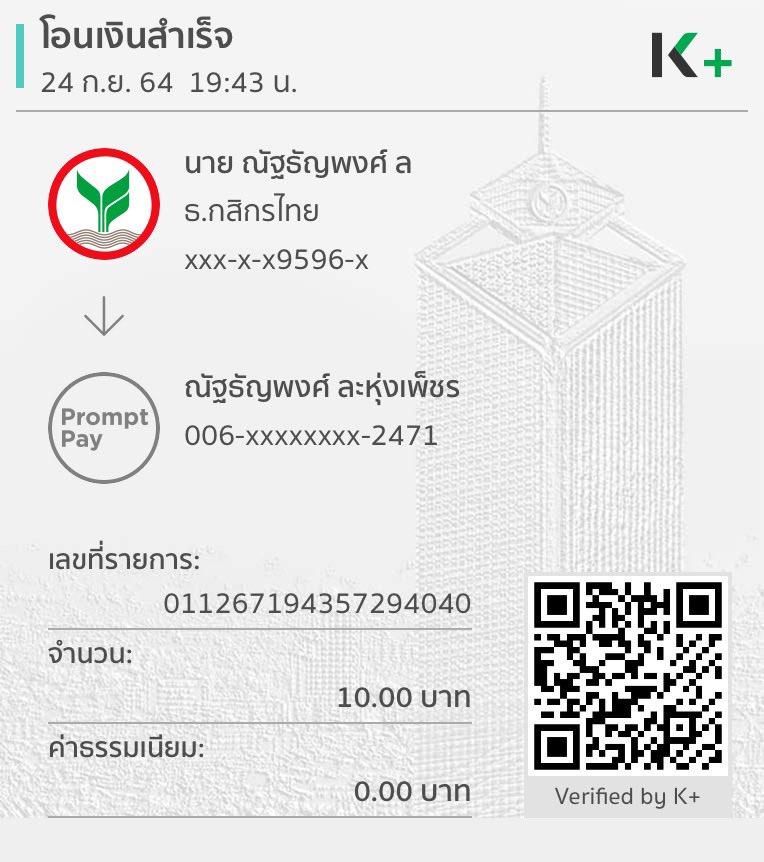 โอนเงินสำเร็จ
24 ก.ย. 64 19:43 น.
K+
นาย ณัฐธัญพงศ์ ล
ธ.กสิกรไทย
xxx-x-x9596-x
Prompt
Pay
ณัฐธัญพงศ์ ละหุ่งเพ็ชร
006-xxxxxxxx-2471
เลขที่รายการ:
011267194357294040
จำนวน:
10.00 บาท
ค่าธรรมเนียม:
0.00 บาท
Verified by K+